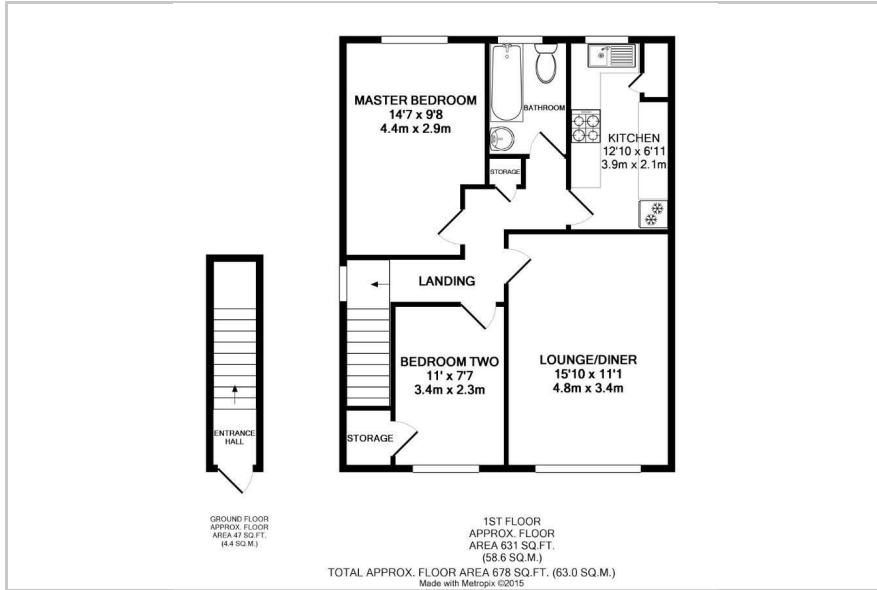 MASTER BEDROOM
14'7 x 9'8
4.4m x 2.9m
BATHROOM
KITCHEN
12'10 x 6'11
3.9m x 2.1m
STORAGE
LANDING
BEDROOM TWO
11' x 7'7
3.4m x 2.3m
LOUNGE/DINER
15'10 x 11'1
4.8m x 3.4m
STORAGE
ENTRANCE
HALL
GROUND FLOOR
APPROX. FLOOR
AREA 47 SQ.FT.
(4.4 SQ.M.)
1ST FLOOR
APPROX. FLOOR
AREA 631 SQ.FT.
(58.6 SQ.M.)
TOTAL APPROX. FLOOR AREA 678 SQ.FT. (63.0 SQ.M.)
Made with Metropix ©2015